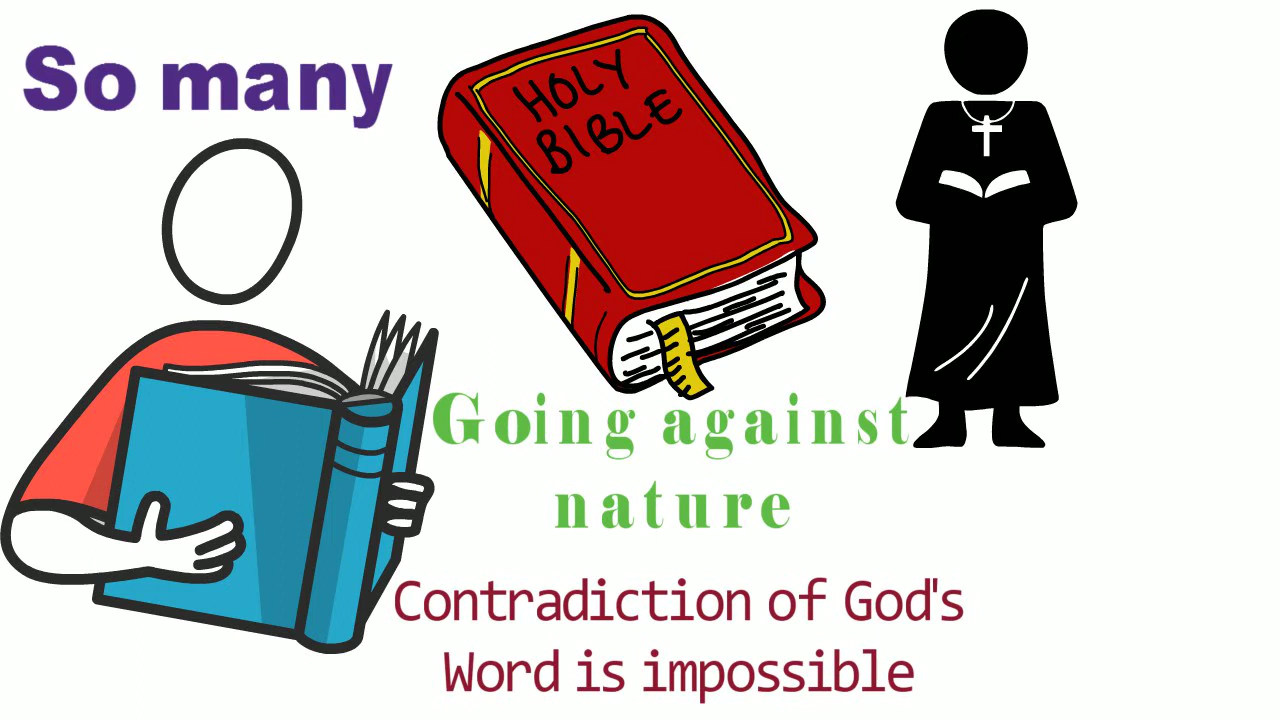 So many
HOLY
BIBLE
Going against
nature
Contradiction of God's
Word is impossible